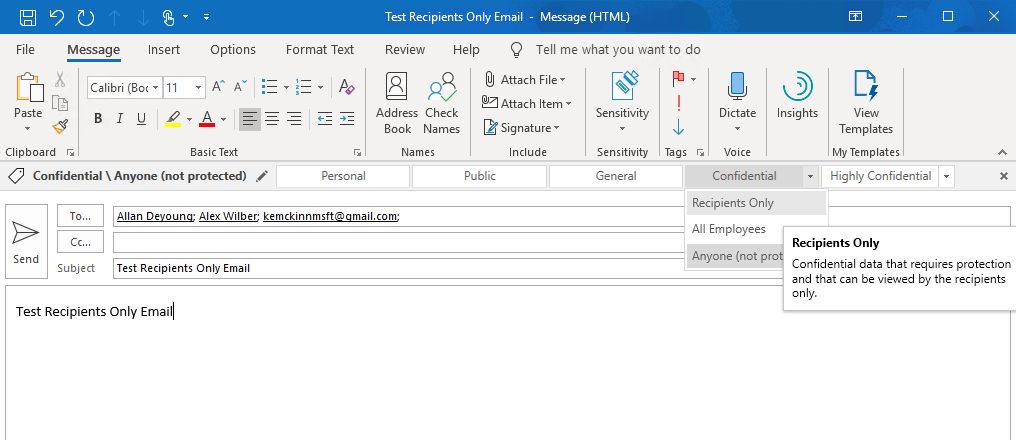 Test Recipients Only Email - Message (HTML)
File Message Insert Options Format Text Review Help Tell me what you want to do
Paste
Clipboard
Calibri (Boc 11
B I U
Basic Text
Address Book
Check Names
Names
Attach File
Attach Item
Signature
Include
Sensitivity
Sensitivity
Tags
Dictate
Voice
Insights
View Templates
My Templates
Confidential \ Anyone (not protected) Personal Public General Confidential Highly Confidential
Recipients Only
All Employees
Anyone (not prot
Recipients Only
Confidential data that requires protection
and that can be viewed by the recipients
only.
Send
To... Allan Deyoung; Alex Wilber; kemckinnmsft@gmail.com;
Cc...
Subject Test Recipients Only Email
Test Recipients Only Email